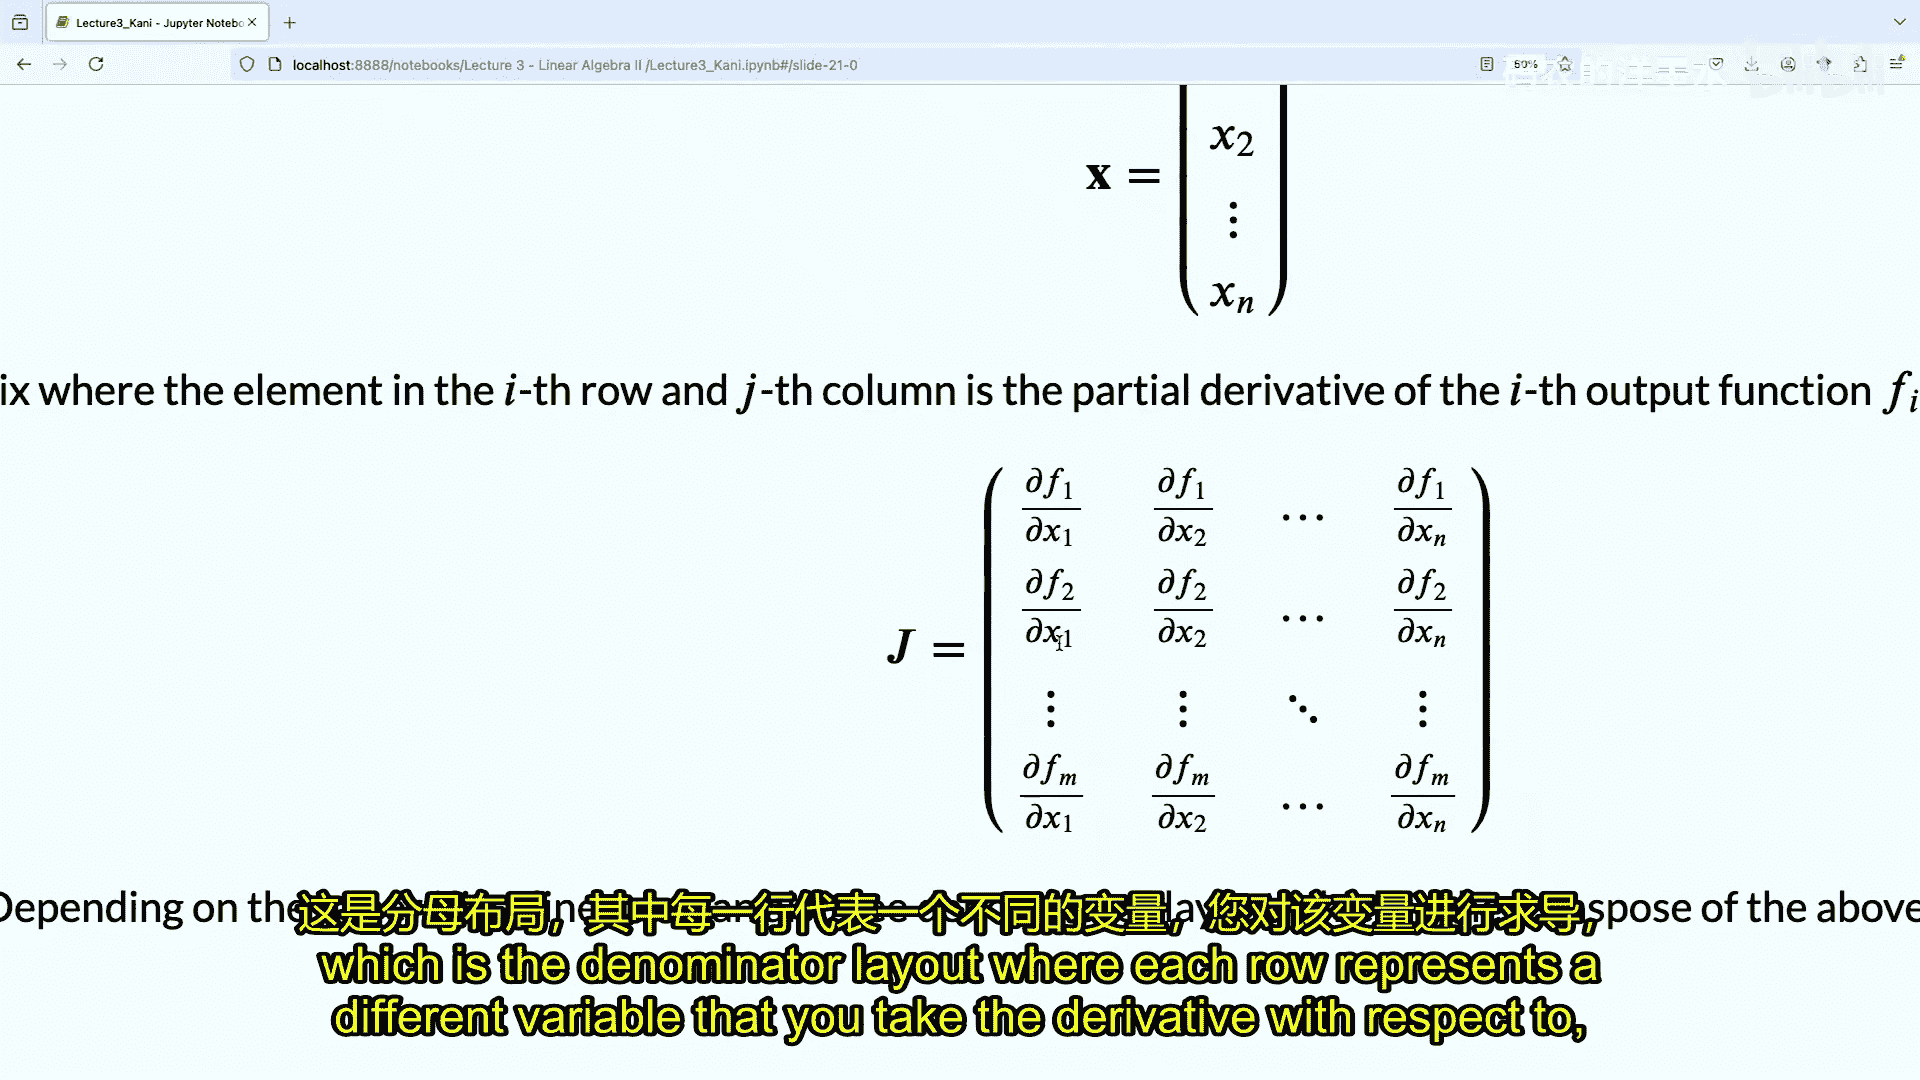 Lecture3_Kani - Jupyter Notebo
localhost:8888/notebooks/Lecture 3 - Linear Algebra II /Lecture3_Kani.ipynb#/slide-21-0
x =
x2
⋮
xn
ix where the element in the i-th row and j-th column is the partial derivative of the i-th output function fi
J =
∂f1/∂x1 ∂f1/∂x2 … ∂f1/∂xn
∂f2/∂x1 ∂f2/∂x2 … ∂f2/∂xn
⋮ ⋮ ⋱ ⋮
∂fm/∂x1 ∂fm/∂x2 … ∂fm/∂xn
Depending on the spose of the above
这是分母布局，其中每一行代表一个不同的变量，您对该变量进行求导，
which is the denominator layout where each row represents a
different variable that you take the derivative with respect to,